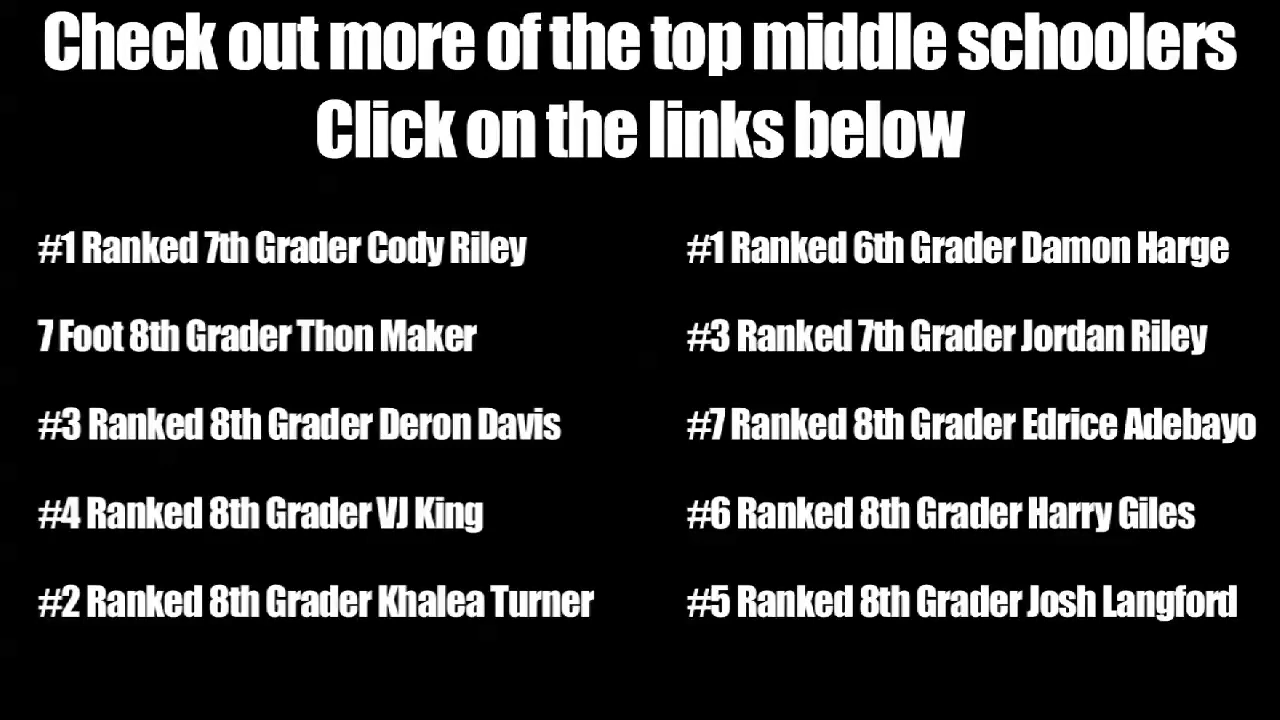 Check out more of the top middle schoolers
Click on the links below
#1 Ranked 7th Grader Cody Riley
7 Foot 8th Grader Thon Maker
#3 Ranked 8th Grader Deron Davis
#4 Ranked 8th Grader VJ King
#2 Ranked 8th Grader Khalea Turner
#1 Ranked 6th Grader Damon Harge
#3 Ranked 7th Grader Jordan Riley
#7 Ranked 8th Grader Edrice Adebayo
#6 Ranked 8th Grader Harry Giles
#5 Ranked 8th Grader Josh Langford